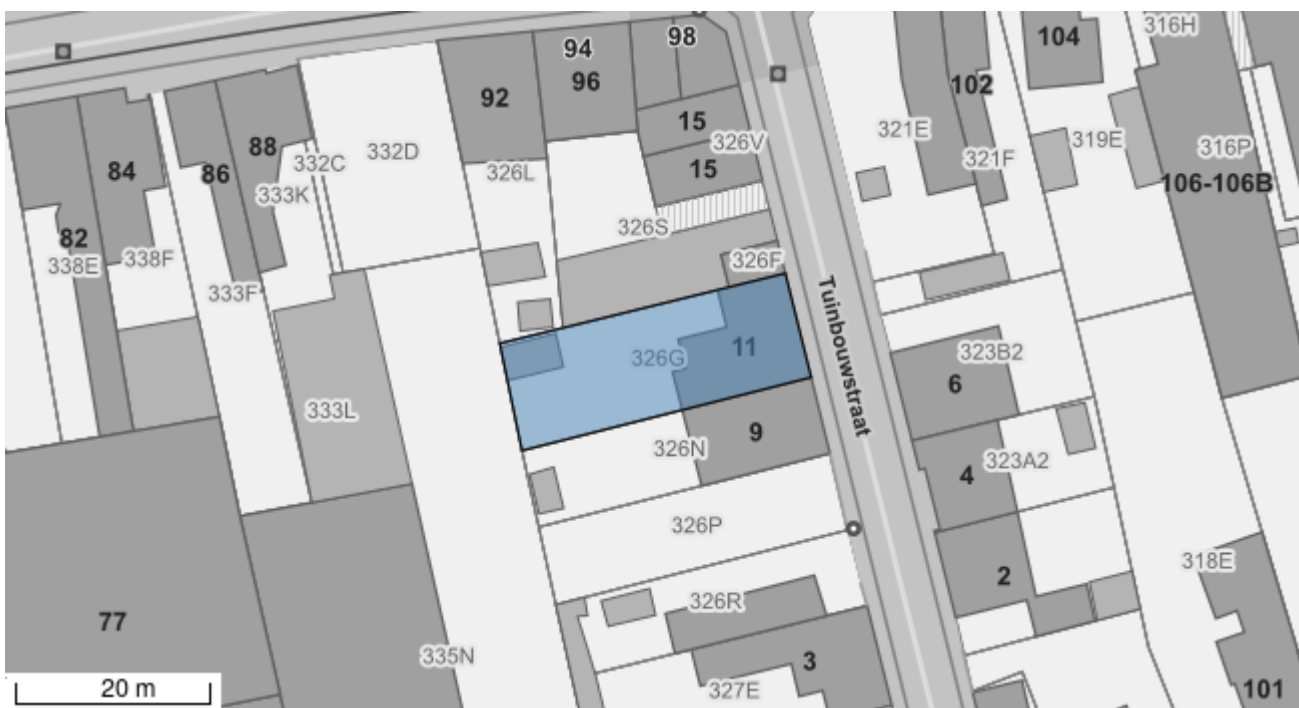 98
94
96
104
316H
92
102
84
15
88
326V
321E
319E
332D
332C
15
86
326L
321F
316P
333K
106-106B
326S
82
338E
338F
326F
333F
Tuinbouwstraat
11
326G
323B2
6
333L
9
326N
4
323A2
326P
318E
2
326R
77
335N
3
327E
20 m
101